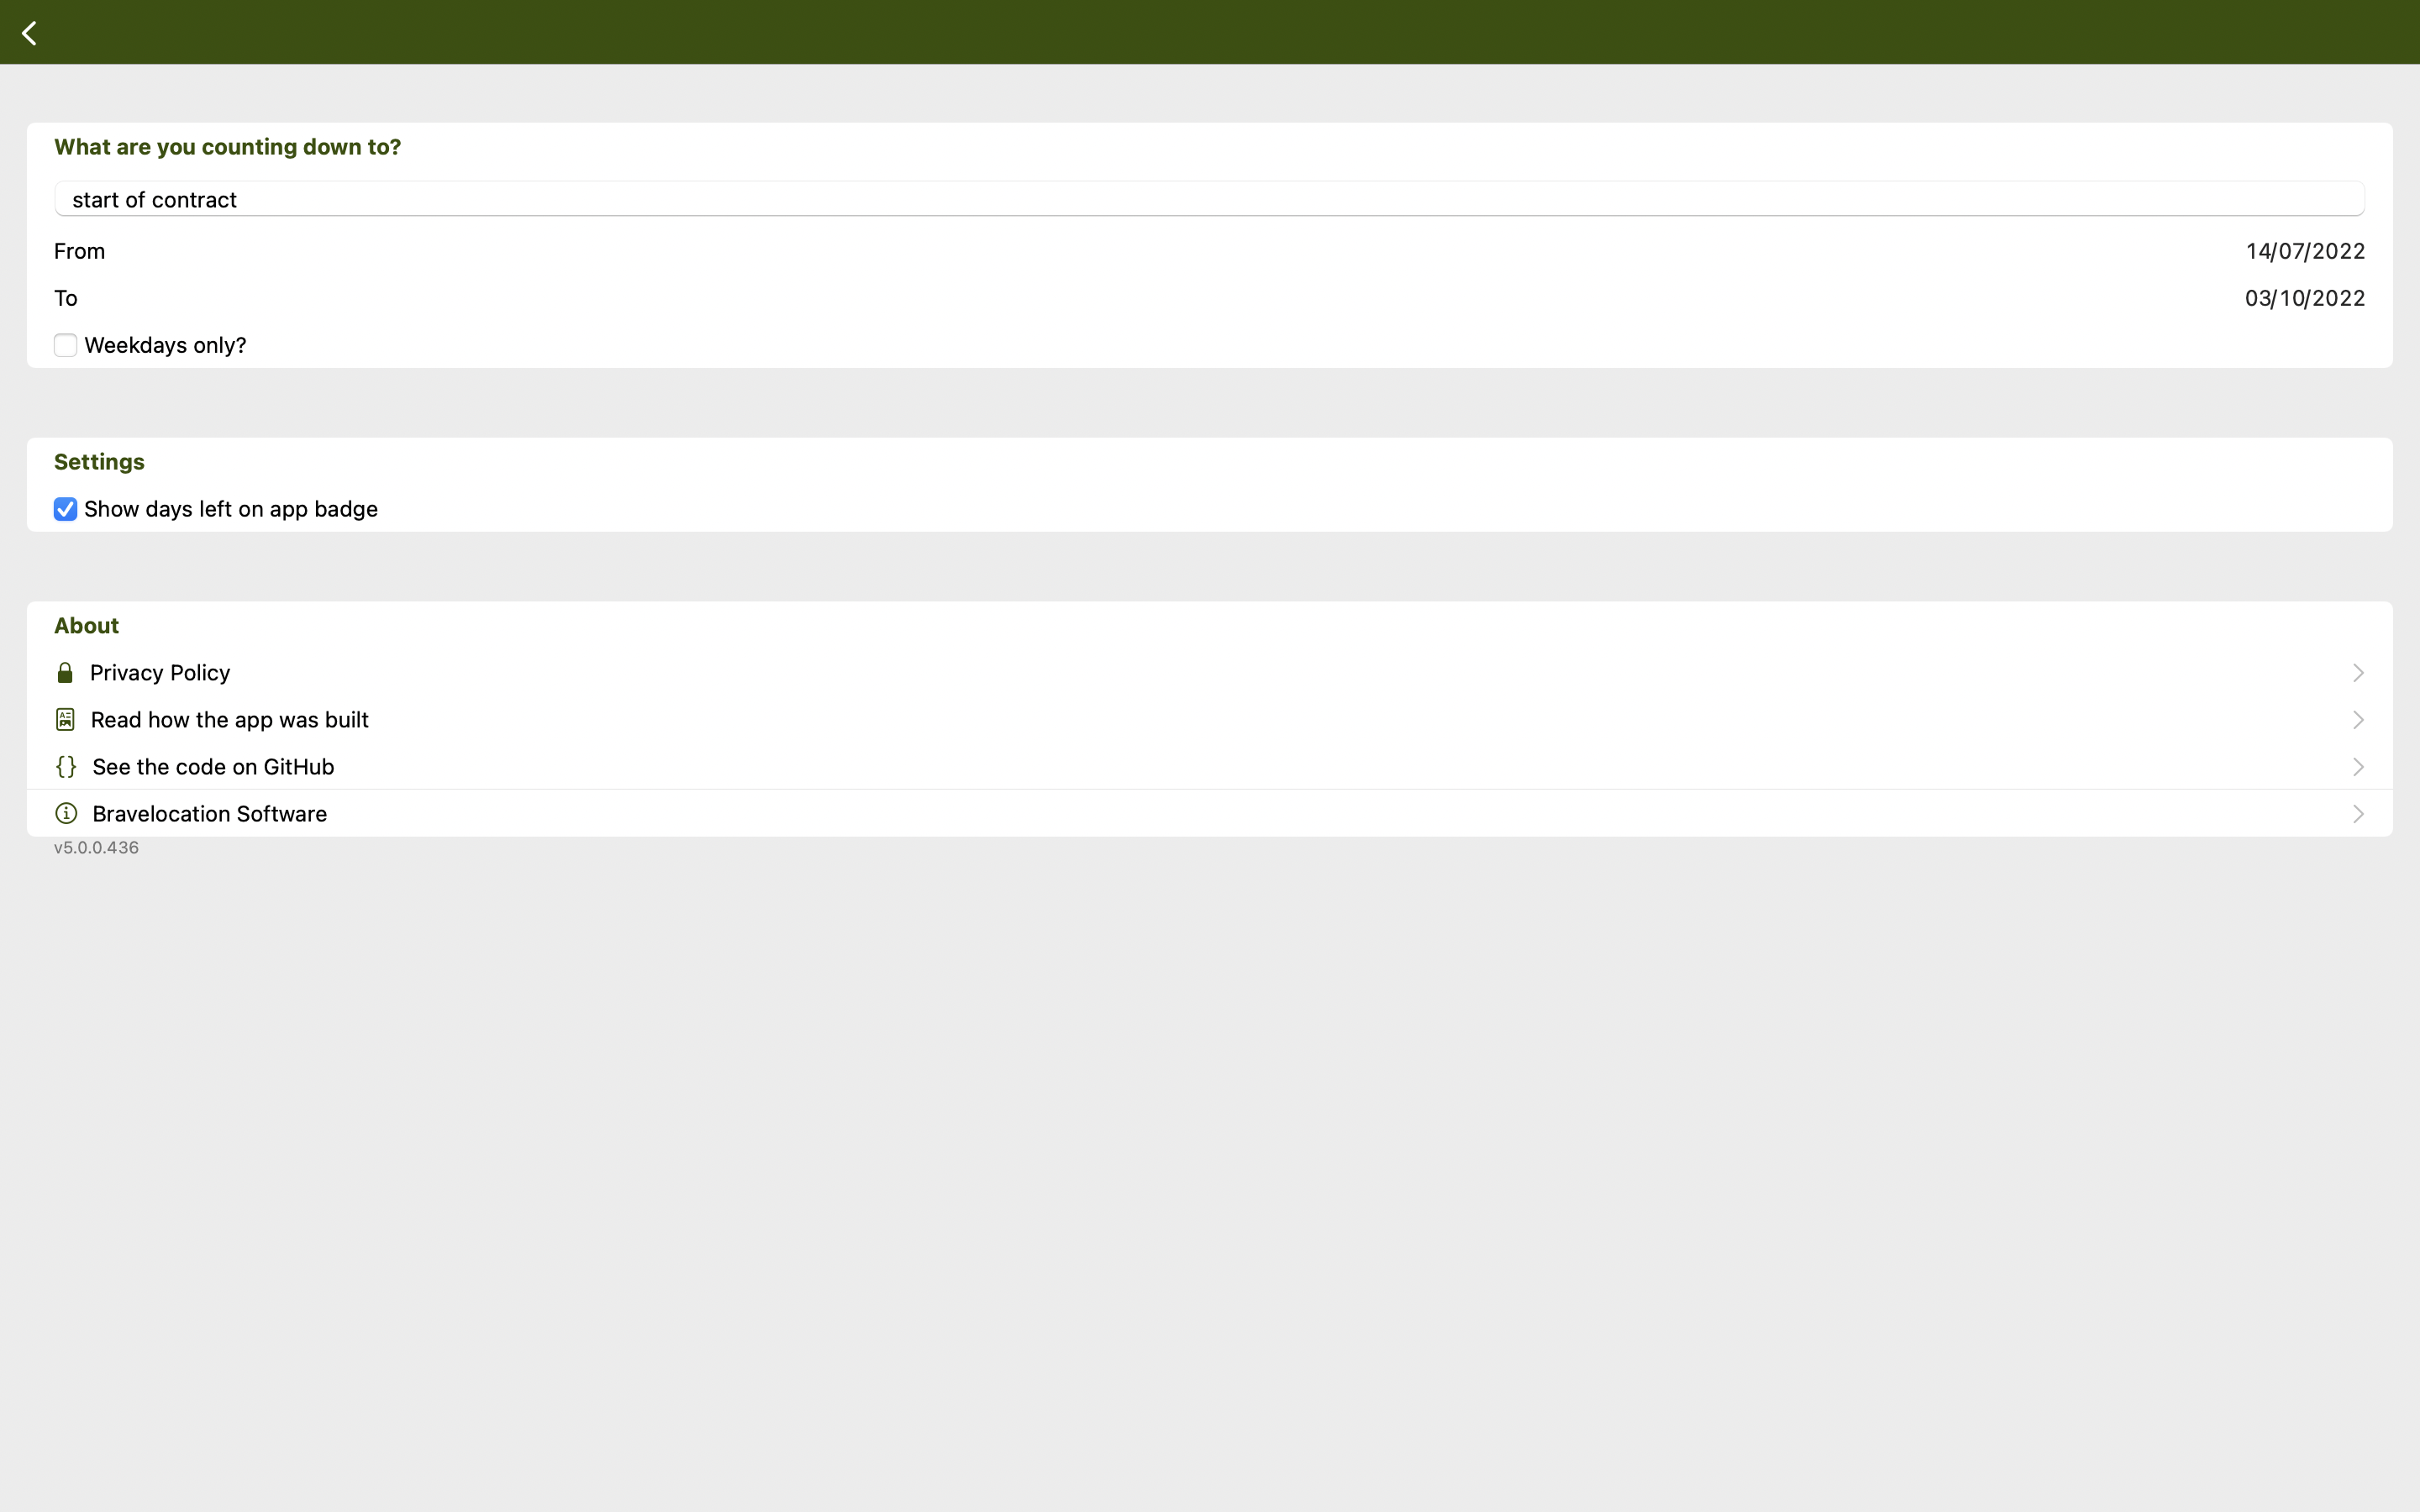 What are you counting down to?
start of contract
From 14/07/2022
To 03/10/2022
Weekdays only?
Settings
Show days left on app badge
About
Privacy Policy
Read how the app was built
{} See the code on GitHub
Bravelocation Software
v5.0.0.436